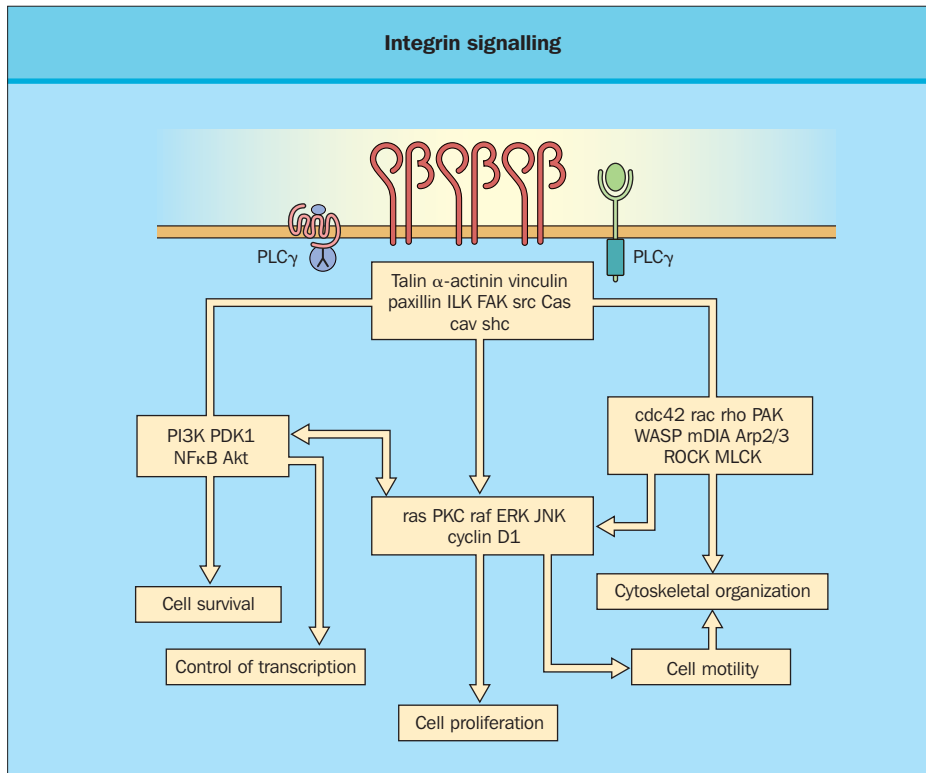 Integrin signalling
PLCγ
PLCγ
Talin α-actinin vinculin
paxillin ILK FAK src Cas
cav shc
PI3K PDK1
NFκB Akt
cdc42 rac rho PAK
WASP mDIA Arp2/3
ROCK MLCK
ras PKC raf ERK JNK
cyclin D1
Cell survival
Cytoskeletal organization
Control of transcription
Cell motility
Cell proliferation